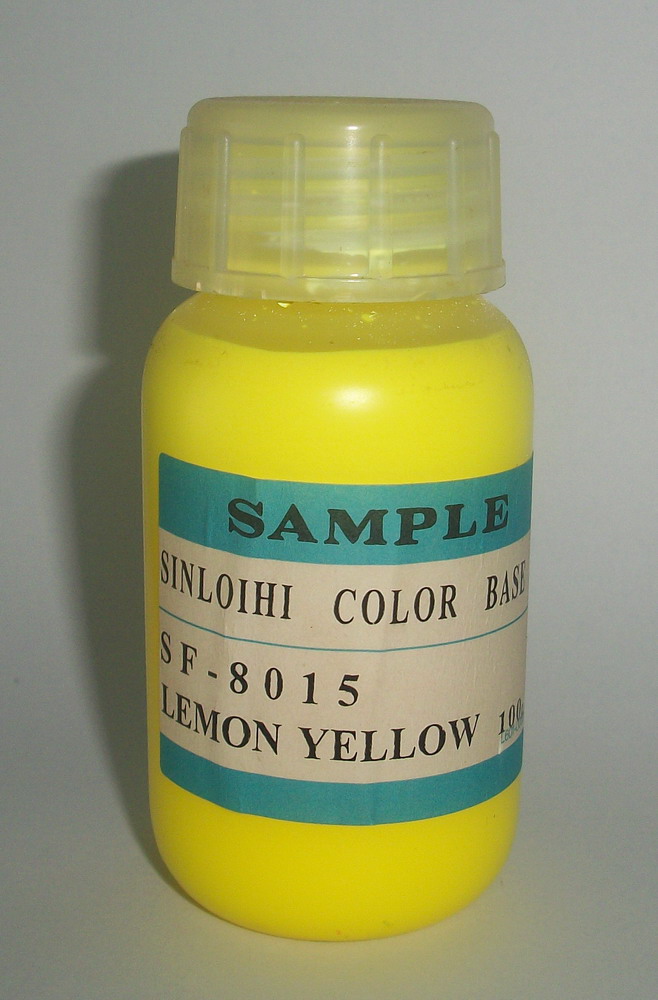 SAMPLE
SINLOIHI COLOR BASE
SF-8015
LEMON YELLOW 100